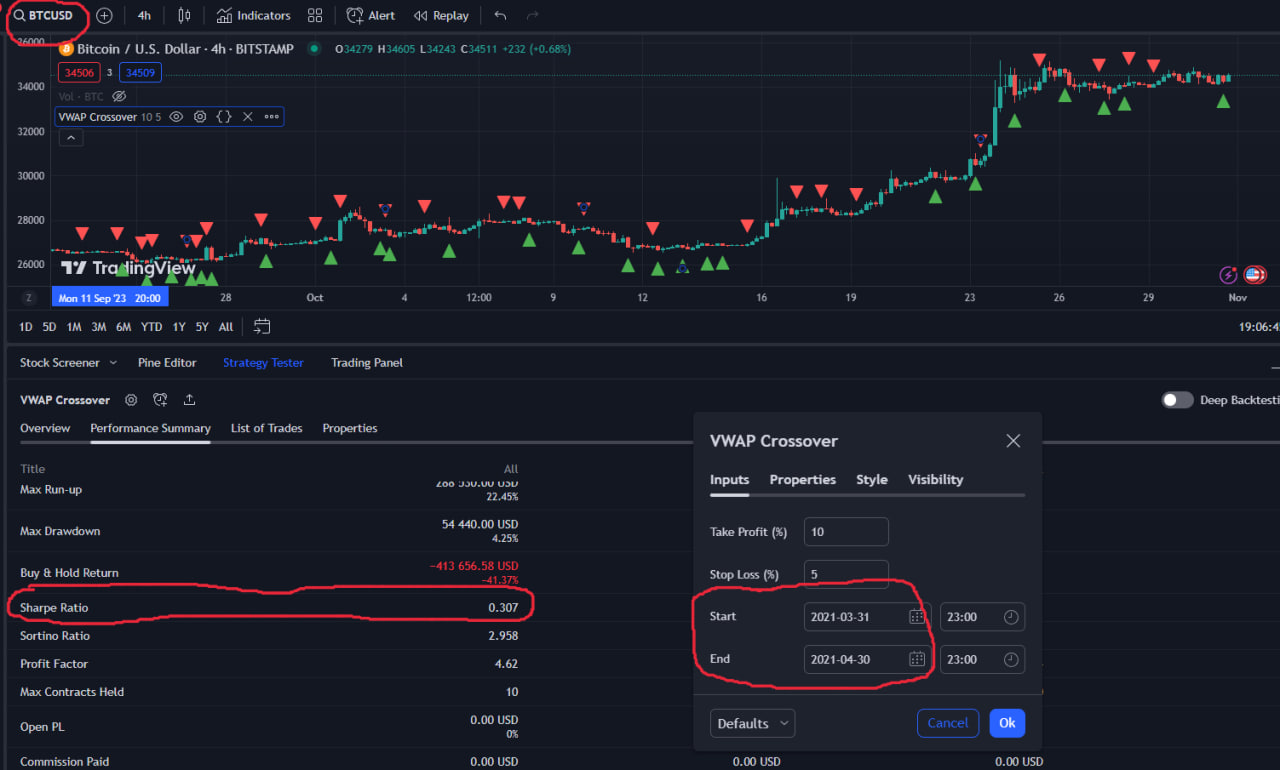 BTCUSD 4h Indicators Alert Replay
36000
Bitcoin / U.S. Dollar · 4h · BITSTAMP O34279 H34605 L34243 C34511 +232 (+0.68%)
34506 3 34509
34000
Vol · BTC
VWAP Crossover 10 5
32000
30000
28000
26000
TradingView
Z Mon 11 Sep '23 20:00 28 Oct 4 12:00 9 12 16 19 23 26 29 Nov
1D 5D 1M 3M 6M YTD 1Y 5Y All
Stock Screener Pine Editor Strategy Tester Trading Panel
VWAP Crossover Deep Backtesti
Overview Performance Summary List of Trades Properties
Title All
Max Run-up 288 530.00 USD
22.45%
Max Drawdown 54 440.00 USD
4.25%
Buy & Hold Return −413 656.58 USD
-41.37%
Sharpe Ratio 0.307
Sortino Ratio 2.958
Profit Factor 4.62
Max Contracts Held 10
Open PL 0.00 USD
0%
Commission Paid 0.00 USD 0.00 USD 0.00 USD
VWAP Crossover
Inputs Properties Style Visibility
Take Profit (%) 10
Stop Loss (%) 5
Start 2021-03-31 23:00
End 2021-04-30 23:00
Defaults Cancel Ok